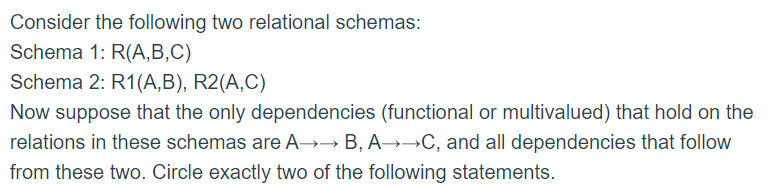 Consider the following two relational schemas:
Schema 1: R(A,B,C)
Schema 2: R1(A,B), R2(A,C)
Now suppose that the only dependencies (functional or multivalued) that hold on the
relations in these schemas are A→→ B, A→→C, and all dependencies that follow
from these two. Circle exactly two of the following statements.